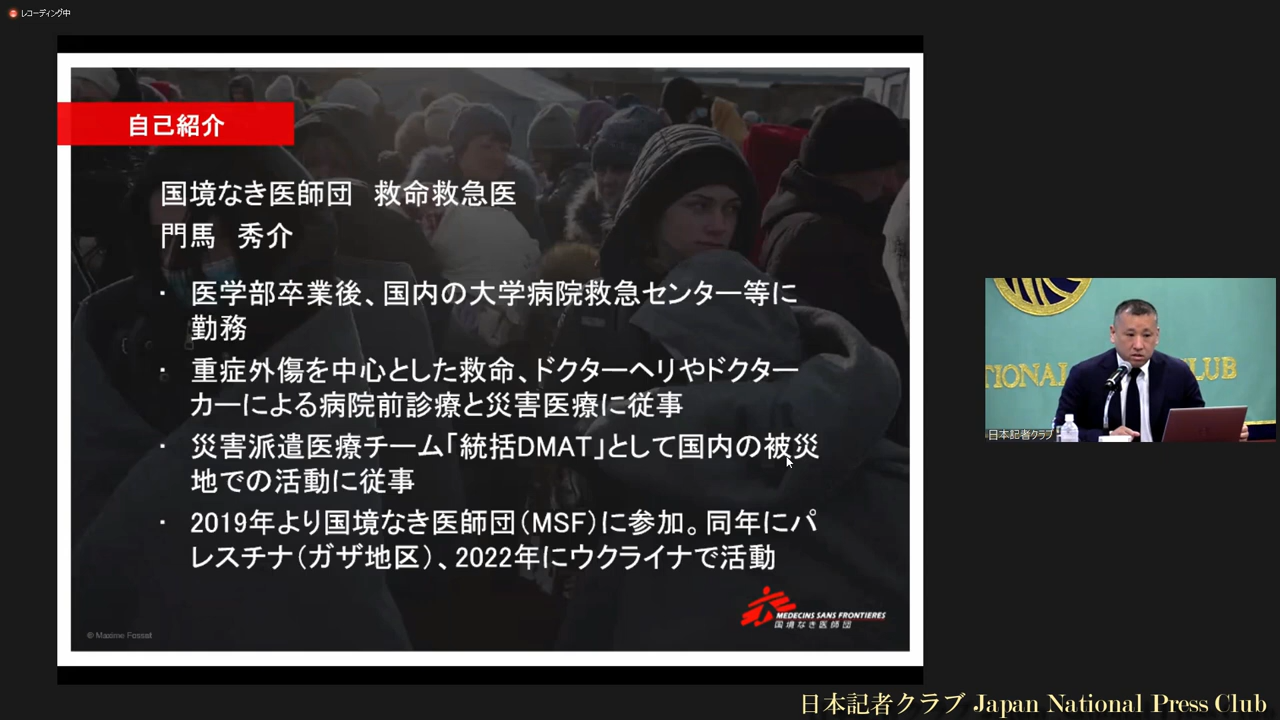 レコーディング中
自己紹介
国境なき医師団　救命救急医
門馬　秀介
・ 医学部卒業後、国内の大学病院救急センター等に
勤務
・ 重症外傷を中心とした救命、ドクターヘリやドクター
カーによる病院前診療と災害医療に従事
・ 災害派遣医療チーム「統括DMAT」として国内の被災
地での活動に従事
・ 2019年より国境なき医師団（MSF）に参加。同年にパ
レスチナ（ガザ地区）、2022年にウクライナで活動
MEDECINS SANS FRONTIERES
国境なき医師団
© Maxime Fossat
TIONAL
CLUB
日本記者クラブ
日本記者クラブ Japan National Press Club